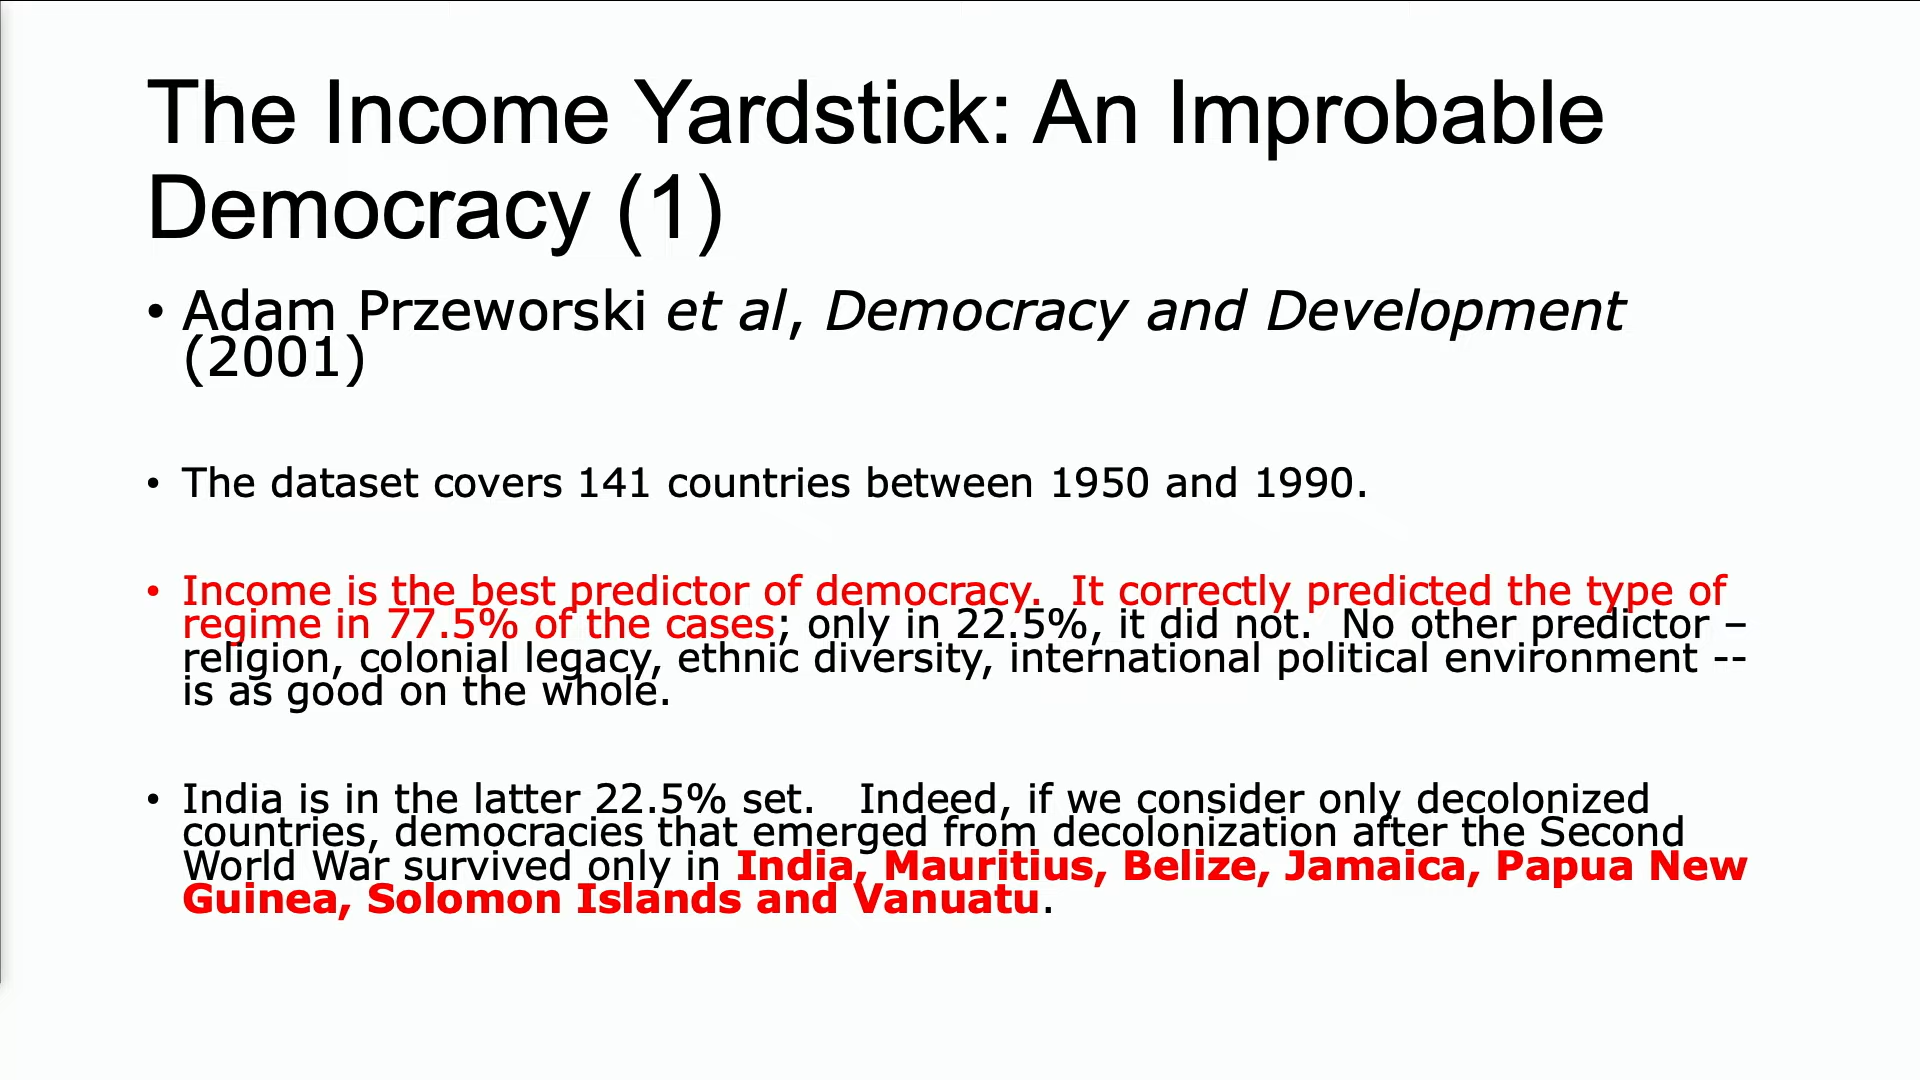 The Income Yardstick: An Improbable
Democracy (1)
• Adam Przeworski et al, Democracy and Development
(2001)
• The dataset covers 141 countries between 1950 and 1990.
• Income is the best predictor of democracy.  It correctly predicted the type of
regime in 77.5% of the cases; only in 22.5%, it did not.  No other predictor –
religion, colonial legacy, ethnic diversity, international political environment --
is as good on the whole.
• India is in the latter 22.5% set.   Indeed, if we consider only decolonized
countries, democracies that emerged from decolonization after the Second
World War survived only in India, Mauritius, Belize, Jamaica, Papua New
Guinea, Solomon Islands and Vanuatu.